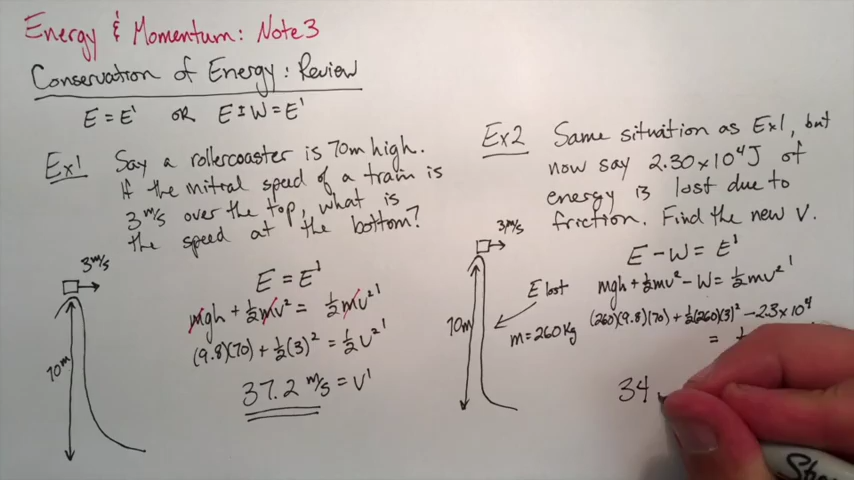 Energy & Momentum: Note 3
Conservation of Energy: Review
E = E' OR E ± W = E'
Ex1 Say a rollercoaster is 70m high.
If the initial speed of a train is
3 m/s over the top, what is
the speed at the bottom?
3 m/s
70m
E = E'
mgh + ½mv² = ½mv²'
(9.8)(70) + ½(3)² = ½v²'
37.2 m/s = v'
Ex2 Same situation as Ex1, but
now say 2.30 x 10⁴J of
energy is lost due to
friction. Find the new v.
3m/s
E lost
70m
m = 260 Kg
E - W = E'
mgh + ½mv² - W = ½mv²'
(260)(9.8)(70) + ½(260)(3)² - 2.3 x 10⁴
=
34